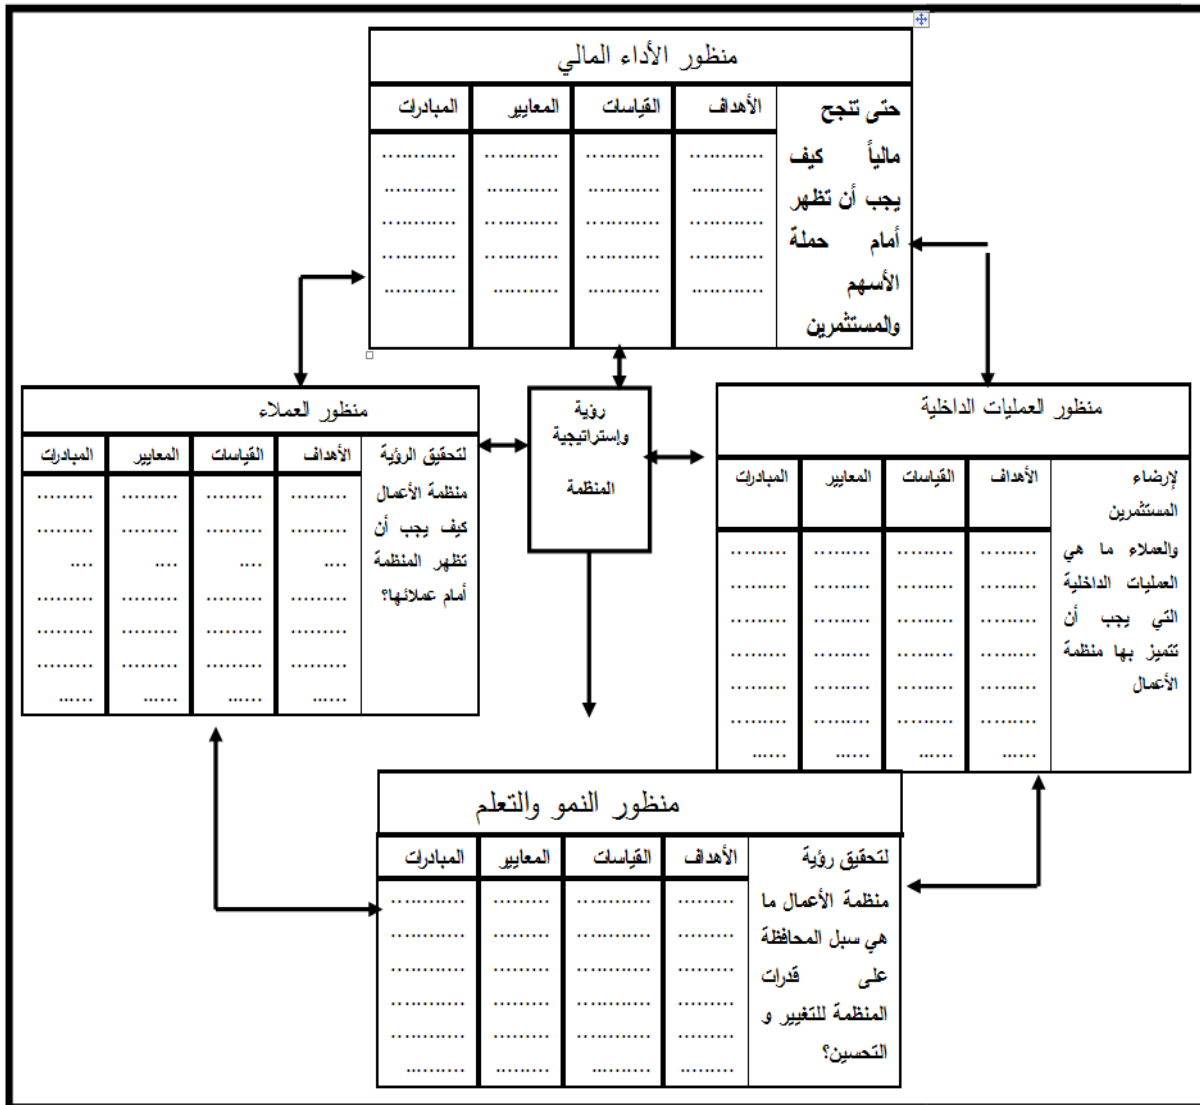 منظور الأداء المالي
حتى تنجح
مالياً كيف
يجب أن تظهر
أمام حملة
الأسهم
والمستثمرين
الأهداف القياسات المعايير المبادرات
............ ............ ............ ............
............ ............ ............ ............
............ ............ ............ ............
............ ............ ............ ............
............ ............ ........... ............
منظور العمليات الداخلية
لإرضاء
المستثمرين
والعملاء ما هي
العمليات الداخلية
التي يجب أن
تتميز بها منظمة
الأعمال
الأهداف القياسات المعايير المبادرات
......... ......... ......... .........
......... ......... ......... .........
......... ......... ......... .........
......... ......... ......... .........
......... ......... ......... .........
......... ......... ......... .........
...... ...... ...... ......
رؤية
وإستراتيجية
المنظمة
منظور العملاء
لتحقيق الرؤية
منظمة الأعمال
كيف يجب أن
تظهر المنظمة
أمام عملائها؟
الأهداف القياسات المعايير المبادرات
......... ......... ......... .........
......... ......... ......... .........
.... .... .... ....
......... ......... ......... .........
......... ......... ......... .........
......... ......... ......... .........
...... ...... ...... ......
منظور النمو والتعلم
لتحقيق رؤية
منظمة الأعمال ما
هي سبل المحافظة
على قدرات
المنظمة للتغيير و
التحسين؟
الأهداف القياسات المعايير المبادرات
......... ............ ......... ............
......... ............ ......... ............
......... ............ ......... ............
......... ............ ......... ............
......... ............ ......... ............
......... ......... ......... .........